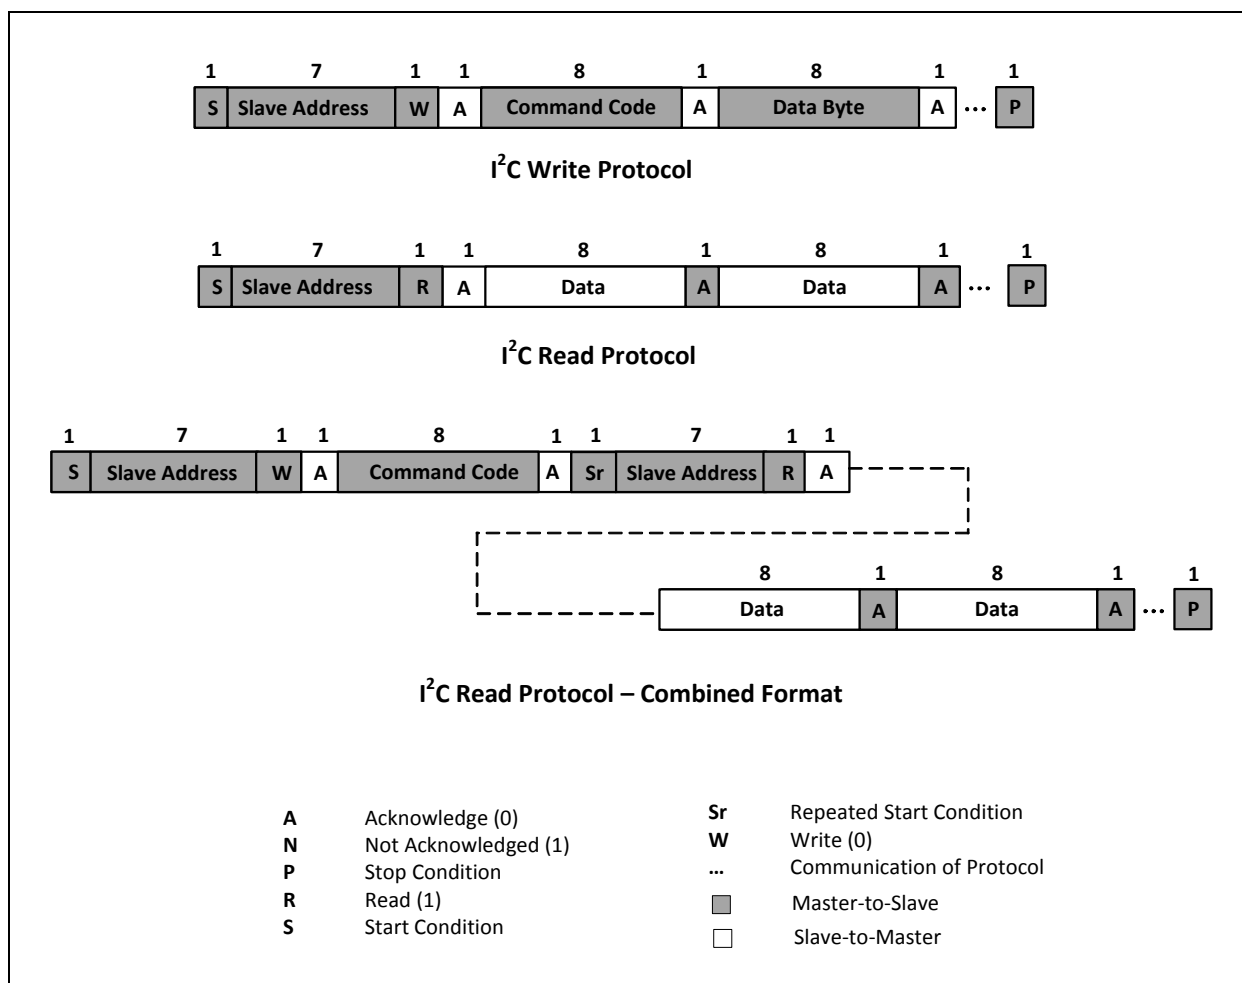 1 7 1 1 8 1 8 1 1
S Slave Address W A Command Code A Data Byte A ... P
I²C Write Protocol
1 7 1 1 8 1 8 1 1
S Slave Address R A Data A Data A ... P
I²C Read Protocol
1 7 1 1 8 1 1 7 1 1
S Slave Address W A Command Code A Sr Slave Address R A
8 1 8 1 1
Data A Data A ... P
I²C Read Protocol – Combined Format
A Acknowledge (0)
N Not Acknowledged (1)
P Stop Condition
R Read (1)
S Start Condition
Sr Repeated Start Condition
W Write (0)
... Communication of Protocol
Master-to-Slave
Slave-to-Master